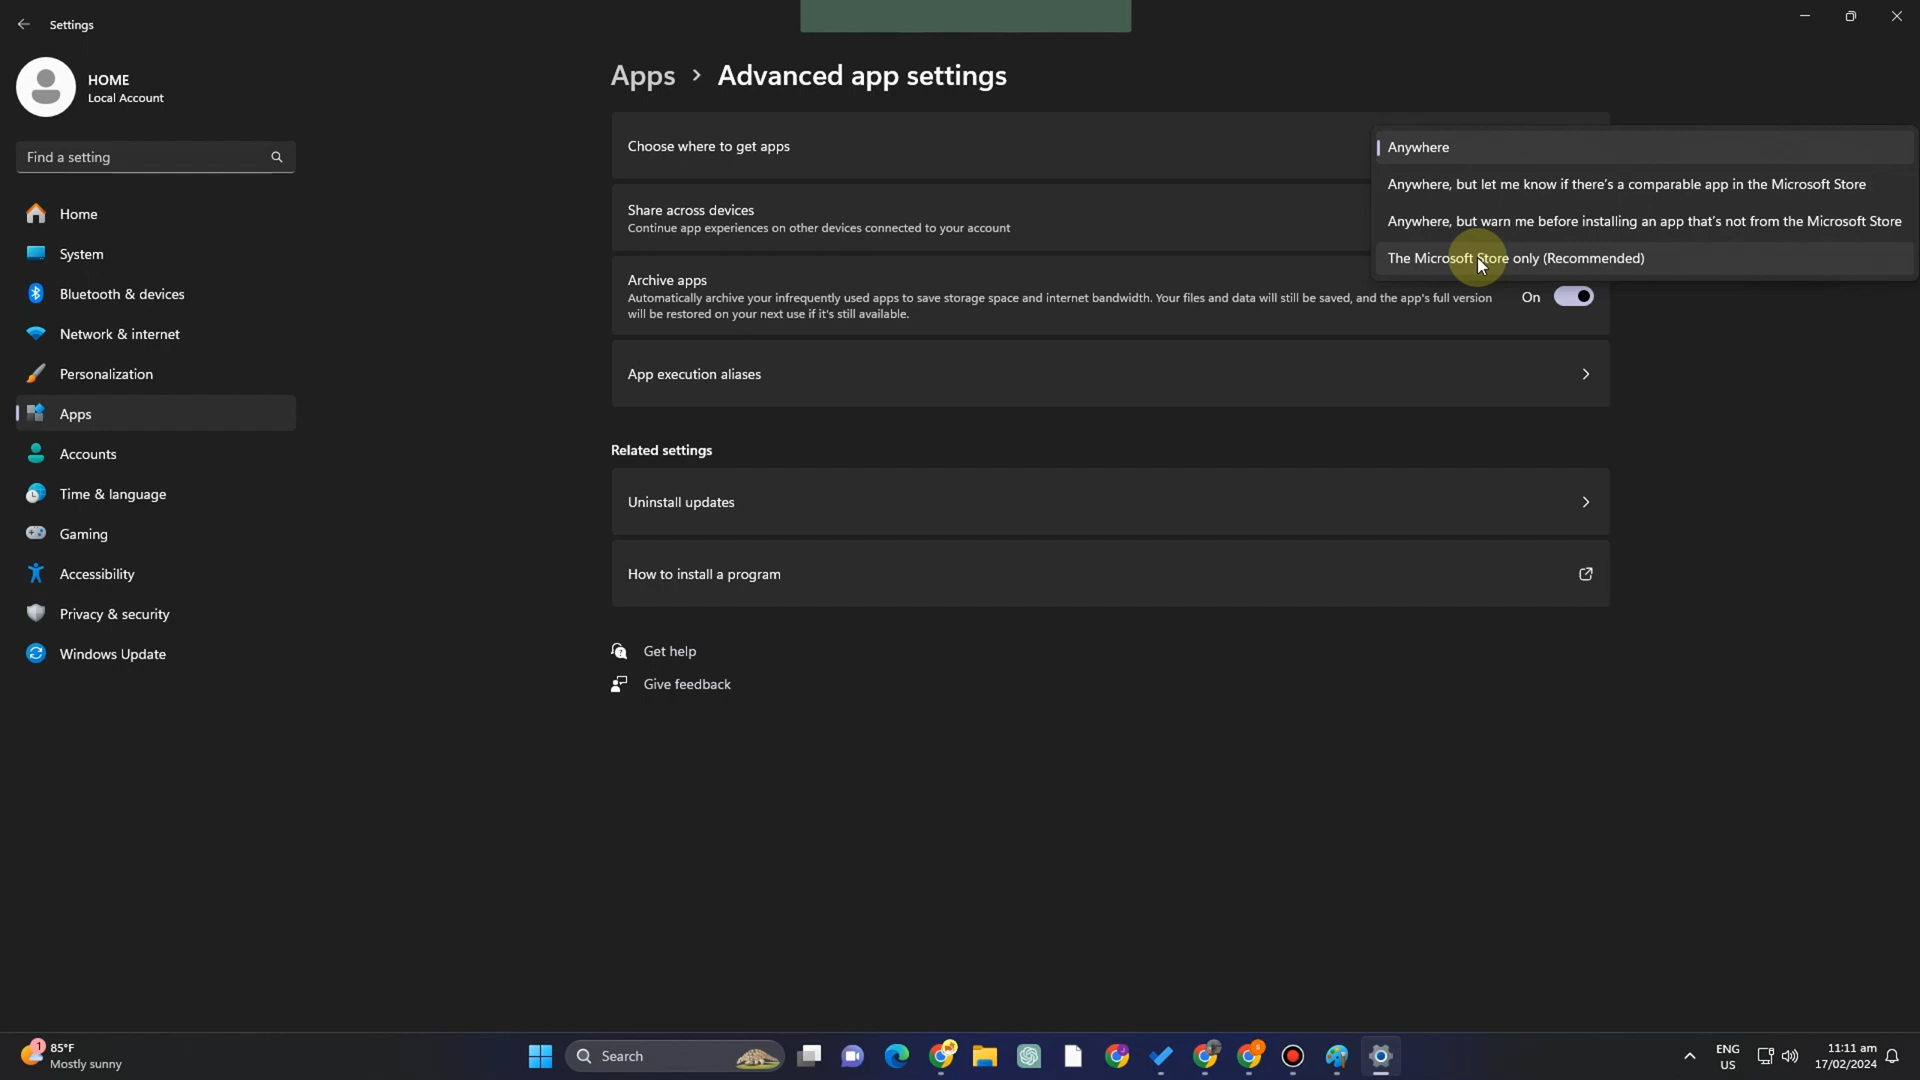 Settings
HOME
Local Account
Find a setting
Home
System
Bluetooth & devices
Network & internet
Personalization
Apps
Accounts
Time & language
Gaming
Accessibility
Privacy & security
Windows Update
Apps > Advanced app settings
Choose where to get apps
Anywhere
Anywhere, but let me know if there's a comparable app in the Microsoft Store
Anywhere, but warn me before installing an app that's not from the Microsoft Store
The Microsoft Store only (Recommended)
Share across devices
Continue app experiences on other devices connected to your account
Archive apps
Automatically archive your infrequently used apps to save storage space and internet bandwidth. Your files and data will still be saved, and the app's full version
will be restored on your next use if it's still available.
On
App execution aliases
Related settings
Uninstall updates
How to install a program
Get help
Give feedback
1
85°F
Mostly sunny
Search
ENG
US
11:11 am
17/02/2024